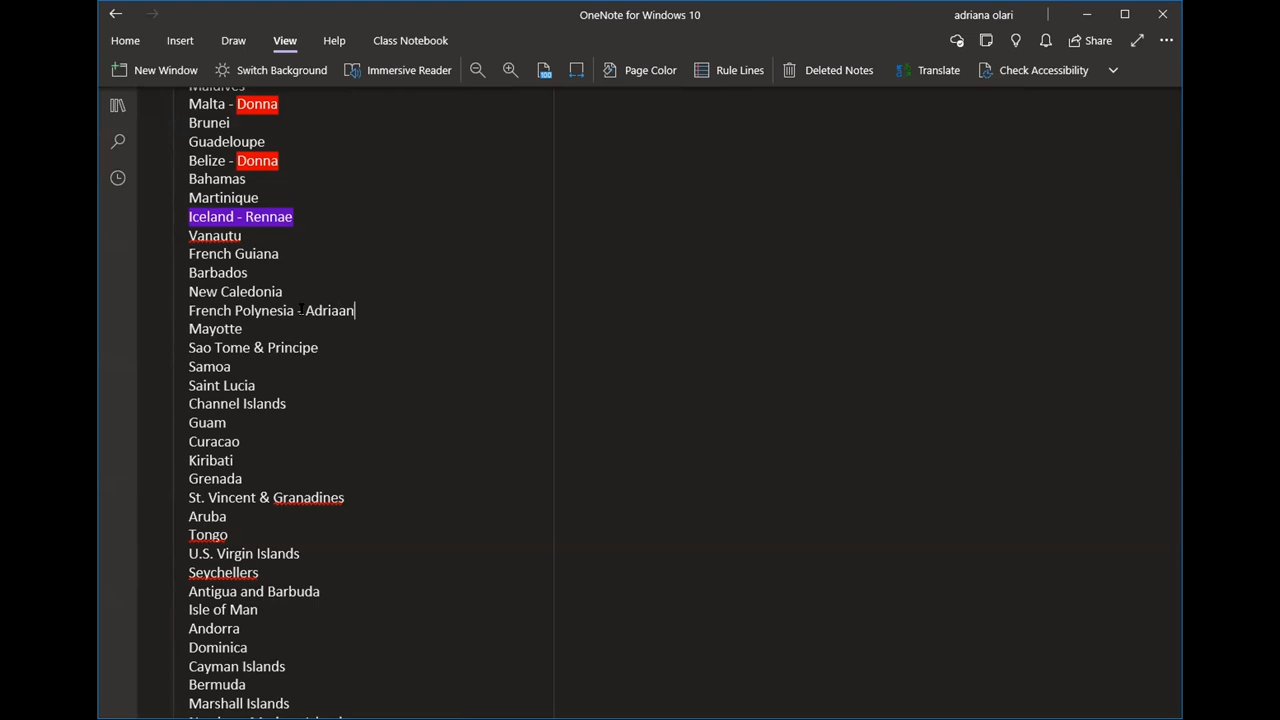 OneNote for Windows 10
adriana olari
Home Insert Draw View Help Class Notebook
Share
New Window Switch Background Immersive Reader 100 Page Color Rule Lines Deleted Notes Translate Check Accessibility
Maldives
Malta - Donna
Brunei
Guadeloupe
Belize - Donna
Bahamas
Martinique
Iceland - Rennae
Vanautu
French Guiana
Barbados
New Caledonia
French Polynesia - Adriaan
Mayotte
Sao Tome & Principe
Samoa
Saint Lucia
Channel Islands
Guam
Curacao
Kiribati
Grenada
St. Vincent & Granadines
Aruba
Tongo
U.S. Virgin Islands
Seychellers
Antigua and Barbuda
Isle of Man
Andorra
Dominica
Cayman Islands
Bermuda
Marshall Islands